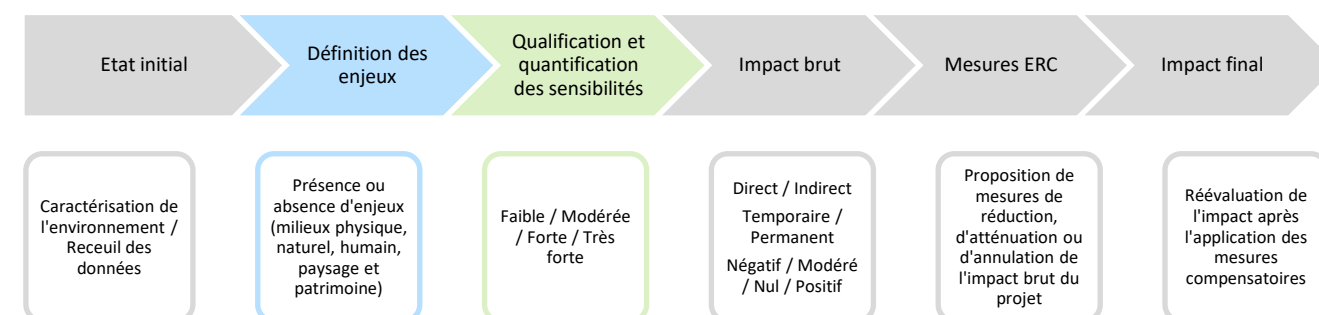 Etat initial
Définition des
enjeux
Qualification et
quantification
des sensibilités
Impact brut
Mesures ERC
Impact final
Caractérisation de
l'environnement /
Receuil des
données
Présence ou
absence d'enjeux
(milieux physique,
naturel, humain,
paysage et
patrimoine)
Faible / Modérée
/ Forte / Très
forte
Direct / Indirect
Temporaire /
Permanent
Négatif / Modéré
/ Nul / Positif
Proposition de
mesures de
réduction,
d'atténuation ou
d'annulation de
l'impact brut du
projet
Réévaluation de
l'impact après
l'application des
mesures
compensatoires